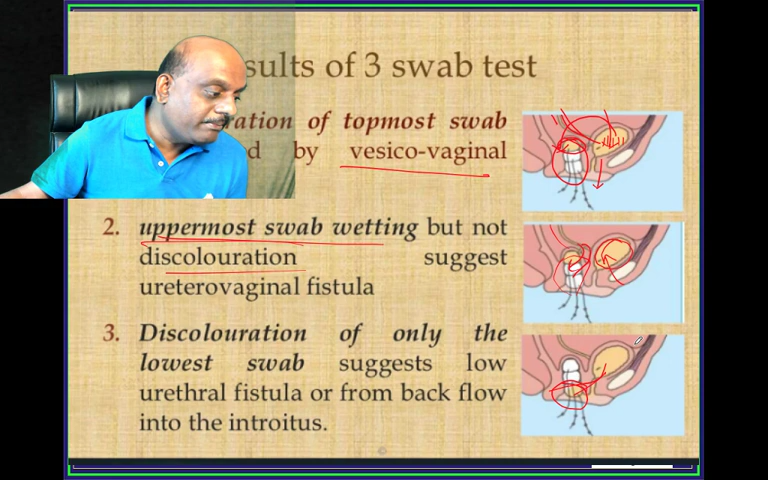 sults of 3 swab test
ration of topmost swab
d by vesico-vaginal
2. uppermost swab wetting but not
discolouration suggest
ureterovaginal fistula
3. Discolouration of only the
lowest swab suggests low
urethral fistula or from back flow
into the introitus.
©